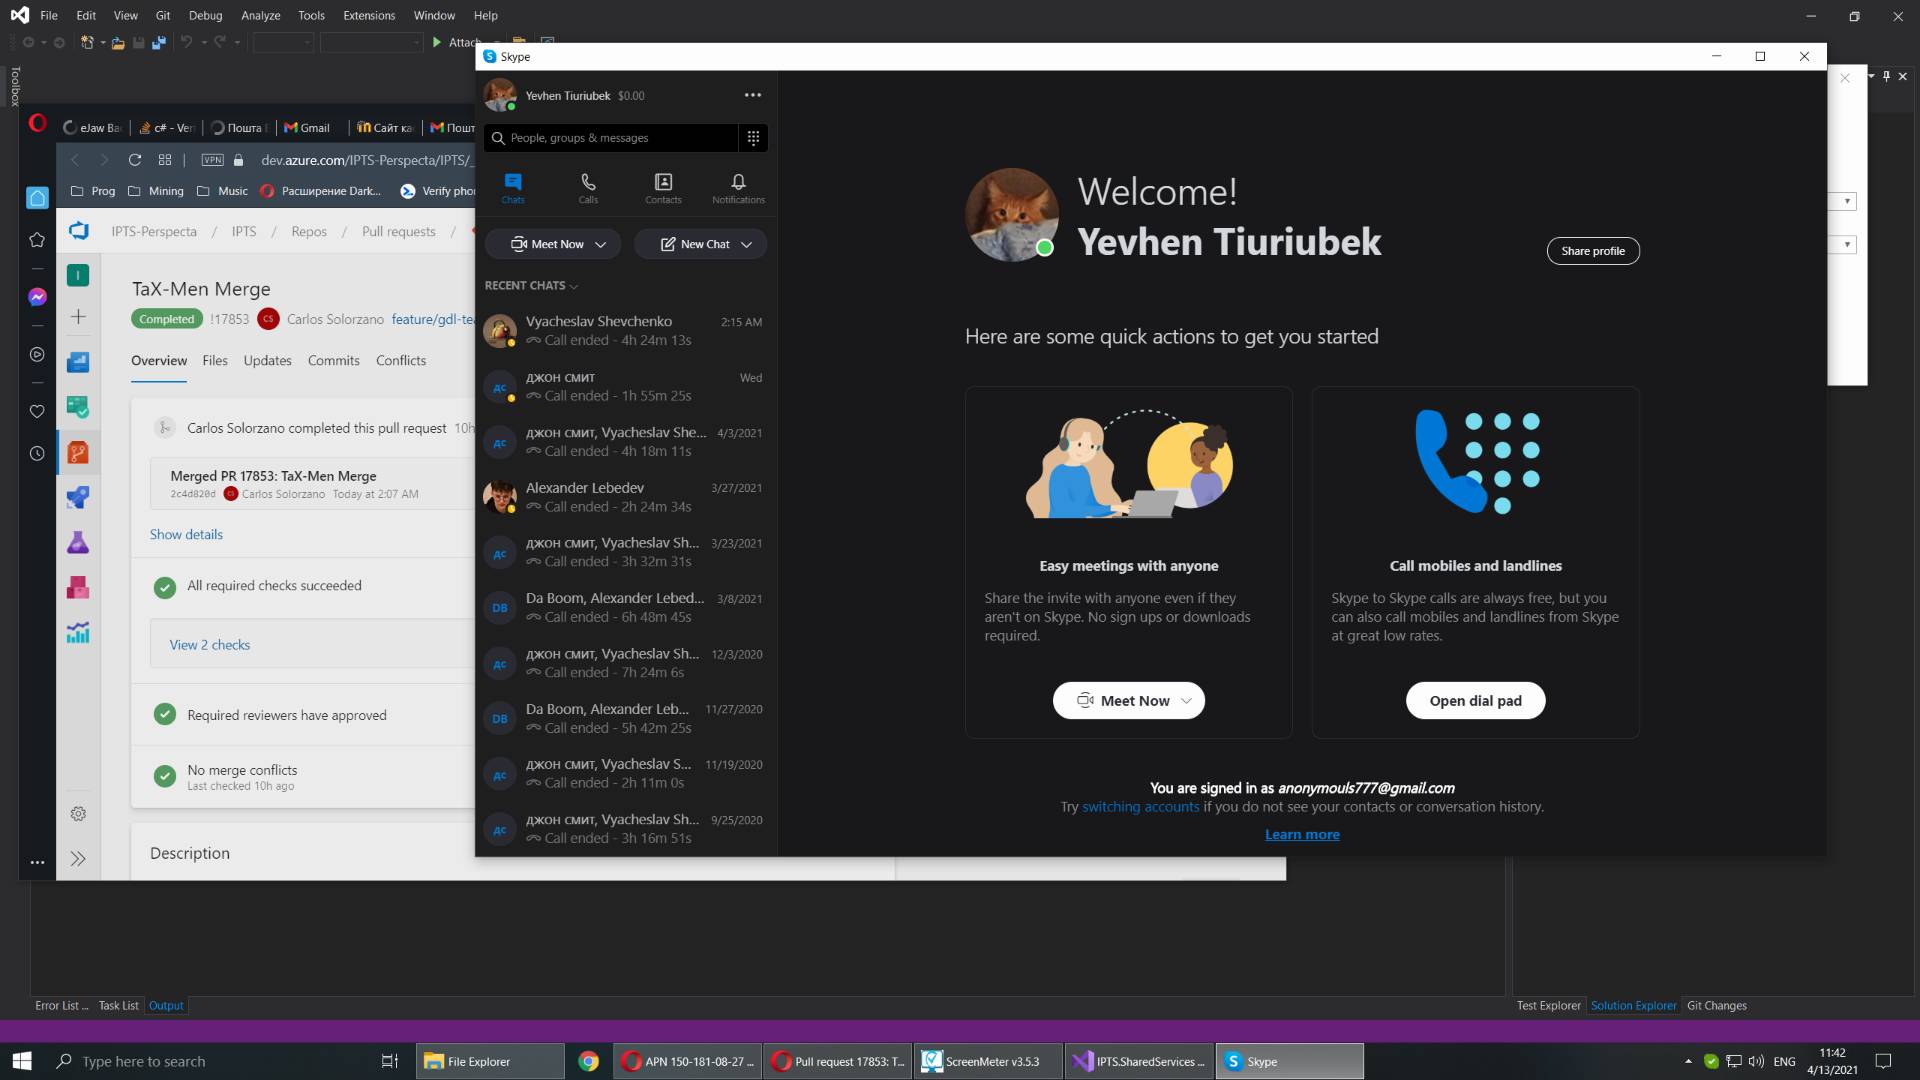 File Edit View Git Debug Analyze Tools Extensions Window Help
Attach
Toolbox
Skype
Yevhen Tiuriubek $0.00
People, groups & messages
Chats Calls Contacts Notifications
Meet Now New Chat
RECENT CHATS
Vyacheslav Shevchenko 2:15 AM
Call ended - 4h 24m 13s
джон смит Wed
Call ended - 1h 55m 25s
джон смит, Vyacheslav She... 4/3/2021
Call ended - 4h 18m 11s
Alexander Lebedev 3/27/2021
Call ended - 2h 24m 34s
джон смит, Vyacheslav Sh... 3/23/2021
Call ended - 3h 32m 31s
Da Boom, Alexander Lebed... 3/8/2021
Call ended - 6h 48m 45s
джон смит, Vyacheslav Sh... 12/3/2020
Call ended - 7h 24m 6s
Da Boom, Alexander Leb... 11/27/2020
Call ended - 5h 42m 25s
джон смит, Vyacheslav S... 11/19/2020
Call ended - 2h 11m 0s
джон смит, Vyacheslav Sh... 9/25/2020
Call ended - 3h 16m 51s
ДС
ДС
ДС
DB
ДС
DB
ДС
ДС
Welcome!
Yevhen Tiuriubek
Share profile
Here are some quick actions to get you started
Easy meetings with anyone
Share the invite with anyone even if they
aren't on Skype. No sign ups or downloads
required.
Meet Now
Call mobiles and landlines
Skype to Skype calls are always free, but you
can also call mobiles and landlines from Skype
at great low rates.
Open dial pad
You are signed in as anonymouls777@gmail.com
Try switching accounts if you do not see your contacts or conversation history.
Learn more
eJaw Ba c# - Ver Пошта Gmail Сайт ка Пошт
VPN dev.azure.com/IPTS-Perspecta/IPTS/_
Prog Mining Music Расширение Dark... Verify pho
IPTS-Perspecta / IPTS / Repos / Pull requests /
I
TaX-Men Merge
Completed !17853 CS Carlos Solorzano feature/gdl-te
Overview Files Updates Commits Conflicts
Carlos Solorzano completed this pull request 10h
Merged PR 17853: TaX-Men Merge
2c4d820d CS Carlos Solorzano Today at 2:07 AM
Show details
All required checks succeeded
View 2 checks
Required reviewers have approved
No merge conflicts
Last checked 10h ago
Description
Error List ... Task List Output
Test Explorer Solution Explorer Git Changes
Type here to search
File Explorer
APN 150-181-08-27 ...
Pull request 17853: T...
ScreenMeter v3.5.3
IPTS.SharedServices ...
Skype
ENG
11:42
4/13/2021